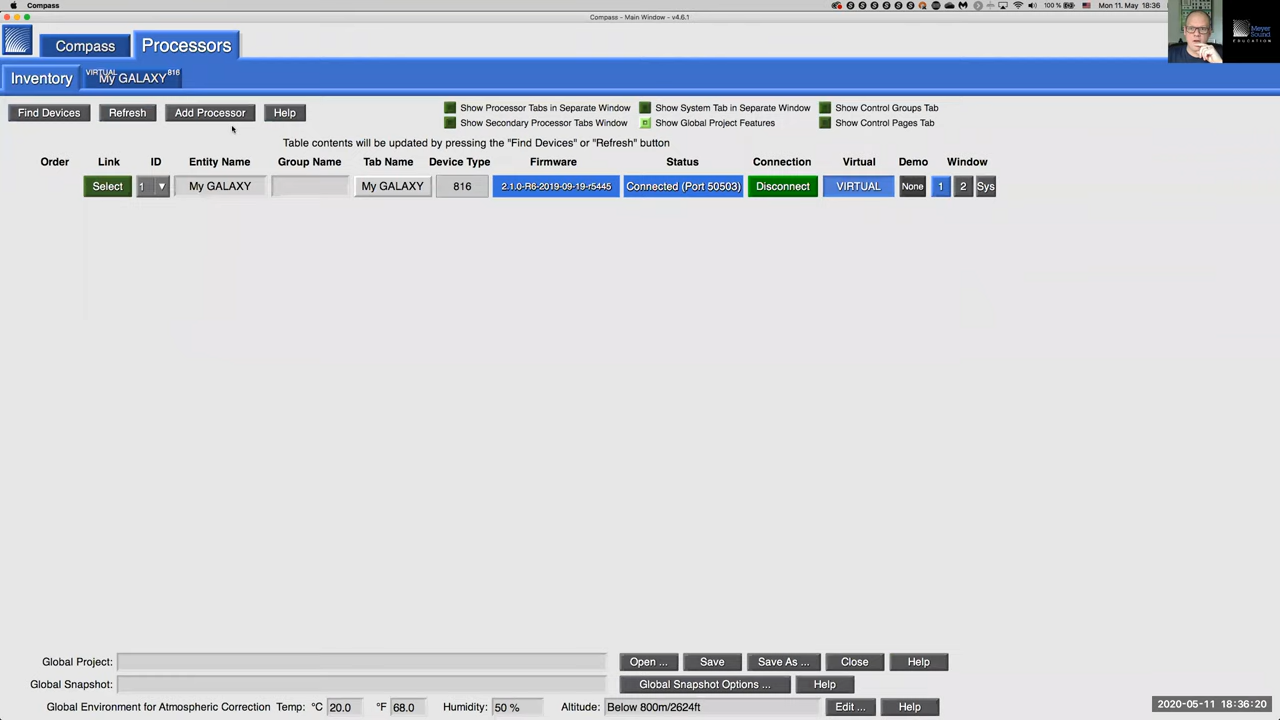 Compass
100 %
Mon 11. May 18:36
Compass – Main Window – v4.6.1
Compass
Processors
Meyer Sound
EDUCATION
Inventory
VIRTUAL My GALAXY 816
Find Devices
Refresh
Add Processor
Help
Show Processor Tabs in Separate Window
Show System Tab in Separate Window
Show Control Groups Tab
Show Secondary Processor Tabs Window
Show Global Project Features
Show Control Pages Tab
Table contents will be updated by pressing the "Find Devices" or "Refresh" button
Order Link ID Entity Name Group Name Tab Name Device Type Firmware Status Connection Virtual Demo Window
Select 1 My GALAXY My GALAXY 816 2.1.0-R6-2019-09-19-r5445 Connected (Port 50503) Disconnect VIRTUAL None 1 2 Sys
Global Project: Open ... Save Save As ... Close Help
Global Snapshot: Global Snapshot Options ... Help
Global Environment for Atmospheric Correction Temp: °C 20.0 °F 68.0 Humidity: 50 % Altitude: Below 800m/2624ft Edit ... Help
2020-05-11 18:36:20